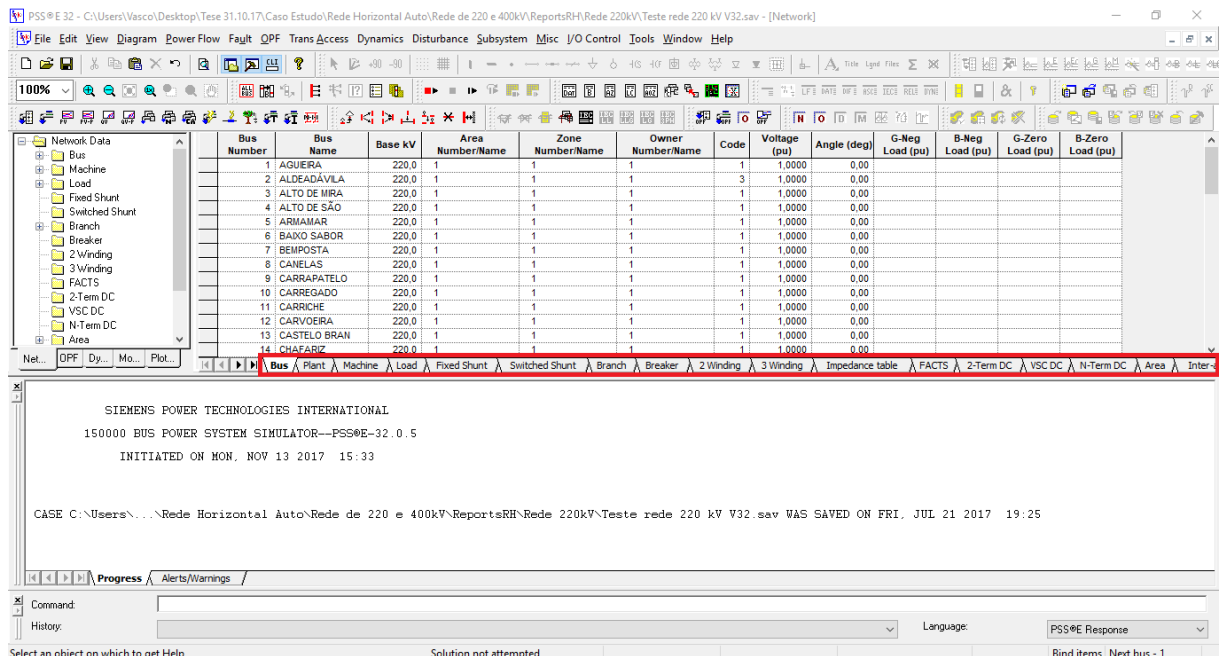 PSS®E 32 - C:\Users\Vasco\Desktop\Tese 31.10.17\Caso Estudo\Rede Horizontal Auto\Rede de 220 e 400kV\ReportsRH\Rede 220kV\Teste rede 220 kV V32.sav - [Network]
File Edit View Diagram Power Flow Fault OPF Trans Access Dynamics Disturbance Subsystem Misc I/O Control Tools Window Help
100%
Network Data
Bus
Machine
Load
Fixed Shunt
Switched Shunt
Branch
Breaker
2 Winding
3 Winding
FACTS
2-Term DC
VSC DC
N-Term DC
Area
Net... OPF Dy... Mo... Plot...
Bus Number Bus Name Base kV Area Number/Name Zone Number/Name Owner Number/Name Code Voltage (pu) Angle (deg) G-Neg Load (pu) B-Neg Load (pu) G-Zero Load (pu) B-Zero Load (pu)
1 AGUEIRA 220,0 1 1 1 1 1,0000 0,00
2 ALDEADÁVILA 220,0 1 1 1 3 1,0000 0,00
3 ALTO DE MIRA 220,0 1 1 1 1 1,0000 0,00
4 ALTO DE SÃO 220,0 1 1 1 1 1,0000 0,00
5 ARMAMAR 220,0 1 1 1 1 1,0000 0,00
6 BAIXO SABOR 220,0 1 1 1 1 1,0000 0,00
7 BEMPOSTA 220,0 1 1 1 1 1,0000 0,00
8 CANELAS 220,0 1 1 1 1 1,0000 0,00
9 CARRAPATELO 220,0 1 1 1 1 1,0000 0,00
10 CARREGADO 220,0 1 1 1 1 1,0000 0,00
11 CARRICHE 220,0 1 1 1 1 1,0000 0,00
12 CARVOEIRA 220,0 1 1 1 1 1,0000 0,00
13 CASTELO BRAN 220,0 1 1 1 1 1,0000 0,00
14 CHAFARIZ 220,0 1 1 1 1 1,0000 0,00
Bus Plant Machine Load Fixed Shunt Switched Shunt Branch Breaker 2 Winding 3 Winding Impedance table FACTS 2-Term DC VSC DC N-Term DC Area Inter-a
SIEMENS POWER TECHNOLOGIES INTERNATIONAL
150000 BUS POWER SYSTEM SIMULATOR--PSS®E-32.0.5
INITIATED ON MON, NOV 13 2017 15:33
CASE C:\Users\...\Rede Horizontal Auto\Rede de 220 e 400kV\ReportsRH\Rede 220kV\Teste rede 220 kV V32.sav WAS SAVED ON FRI, JUL 21 2017 19:25
Progress Alerts/Warnings
Command:
History: Language: PSS®E Response
Select an object on which to get Help Solution not attempted Bind items Next bus - 1